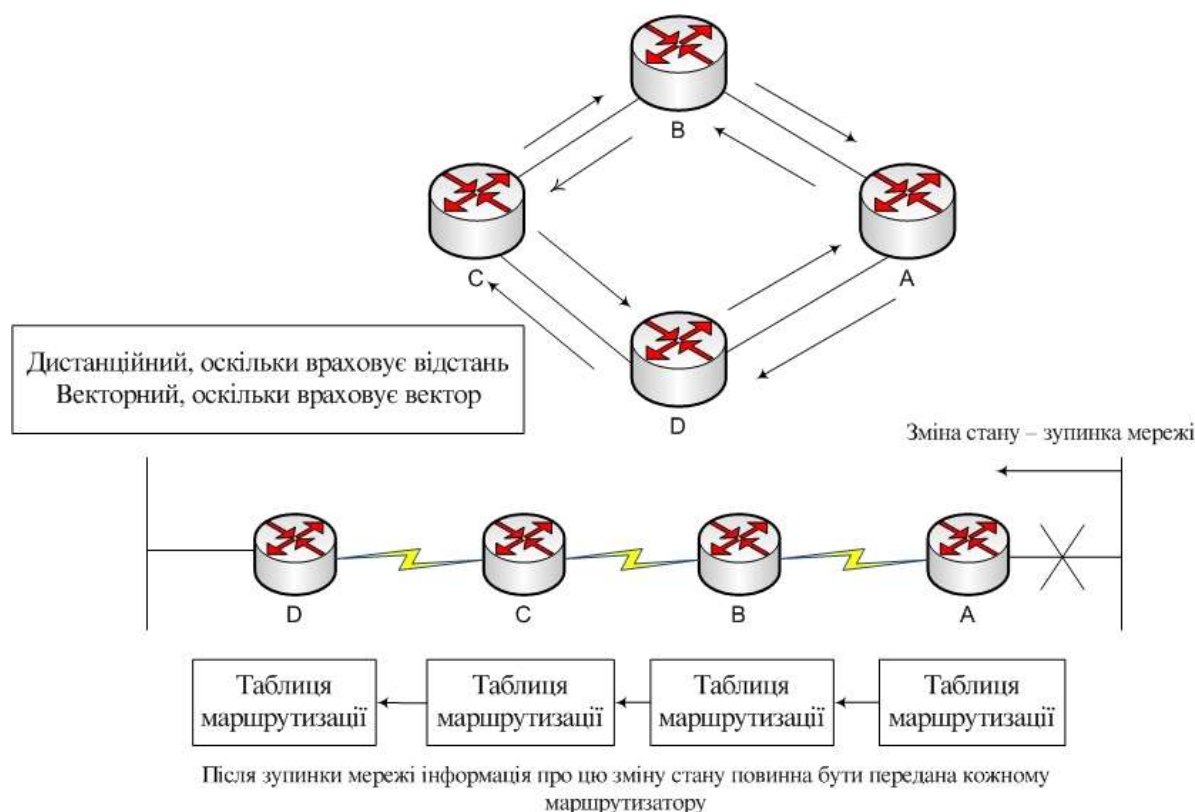 B
C
A
D
Дистанційний, оскільки враховує відстань
Векторний, оскільки враховує вектор
Зміна стану – зупинка мережі
D
C
B
A
Таблиця
маршрутизації
Таблиця
маршрутизації
Таблиця
маршрутизації
Таблиця
маршрутизації
Після зупинки мережі інформація про цю зміну стану повинна бути передана кожному
маршрутизатору